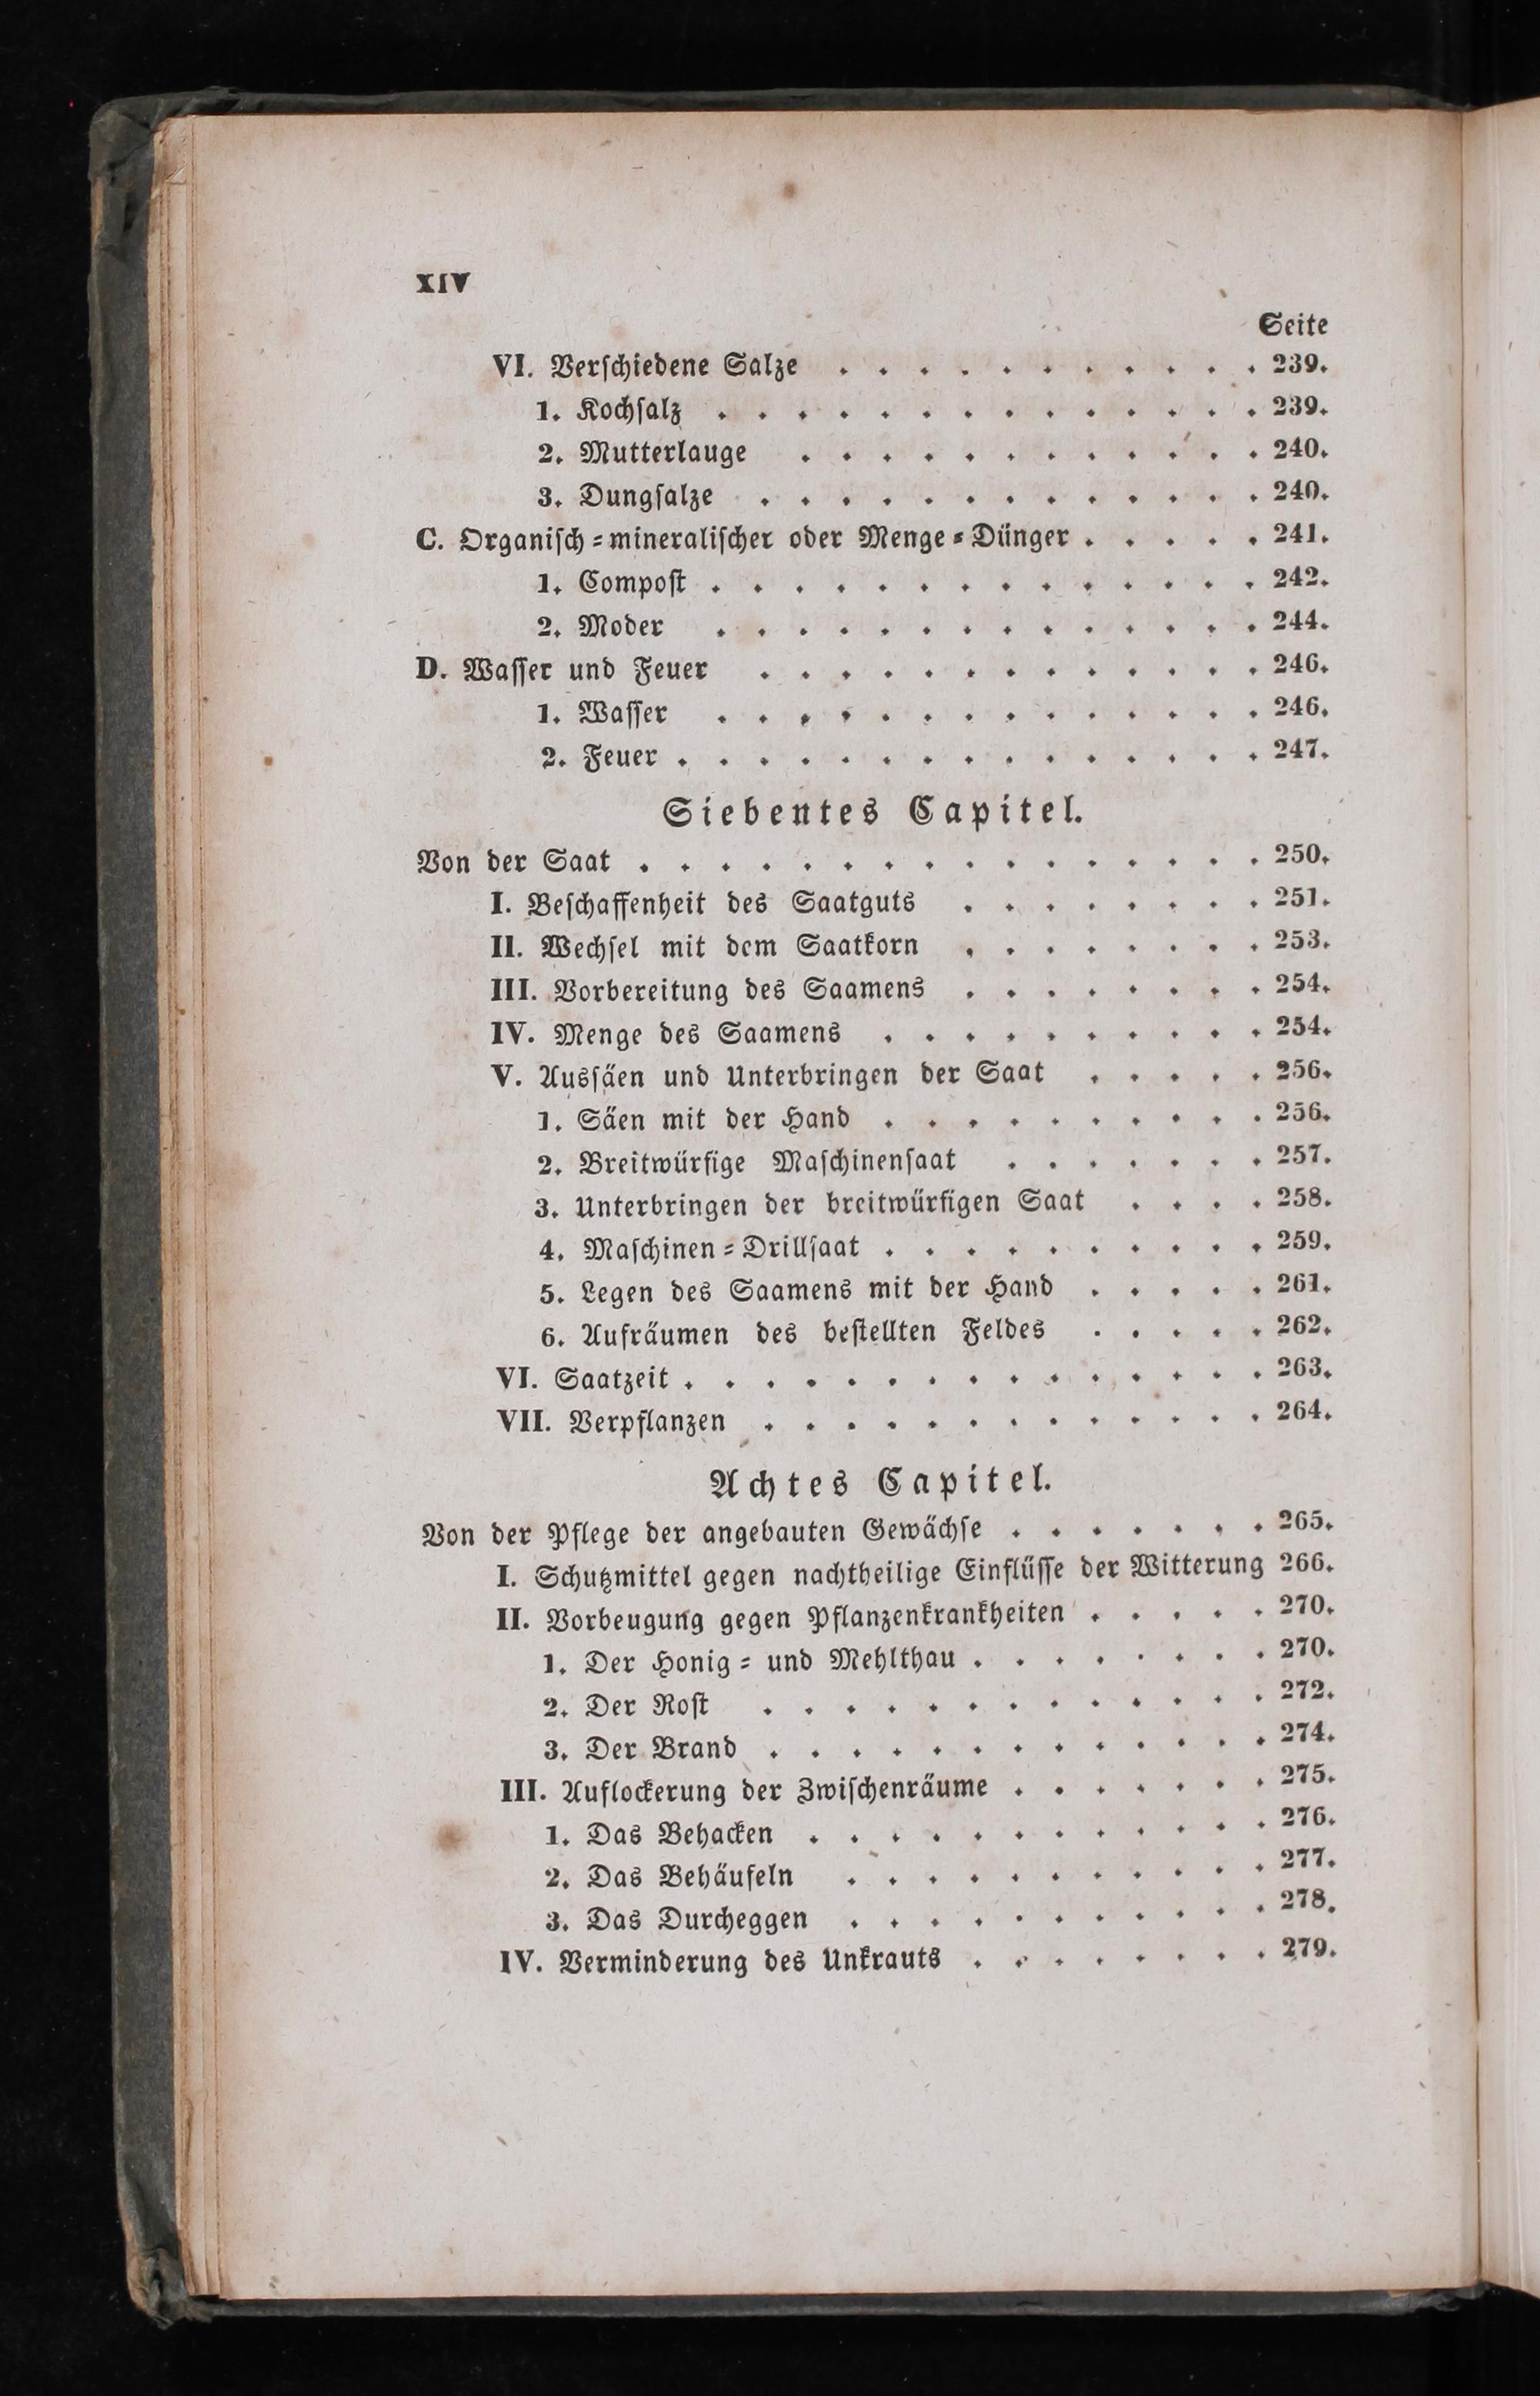 XIV
Seite
VI. Verſchiedene Salze . . . . . . . . . . . 239.
1. Kochſalz . . . . . . . . . . . . . . 239.
2. Mutterlauge . . . . . . . . . . . . 240.
3. Dungſalze . . . . . . . . . . . . . 240.
C. Organiſch=mineraliſcher oder Menge=Dünger . . . . . 241.
1. Compoſt . . . . . . . . . . . . . . 242.
2. Moder . . . . . . . . . . . . . . 244.
D. Waſſer und Feuer . . . . . . . . . . . . . 246.
1. Waſſer . . . . . . . . . . . . . . 246.
2. Feuer . . . . . . . . . . . . . . . 247.
Siebentes Capitel.
Von der Saat . . . . . . . . . . . . . . . . 250.
I. Beſchaffenheit des Saatguts . . . . . . . . 251.
II. Wechſel mit dem Saatkorn . . . . . . . . 253.
III. Vorbereitung des Saamens . . . . . . . . 254.
IV. Menge des Saamens . . . . . . . . . . 254.
V. Ausſäen und Unterbringen der Saat . . . . . 256.
1. Säen mit der Hand . . . . . . . . . . 256.
2. Breitwürfige Maſchinenſaat . . . . . . . 257.
3. Unterbringen der breitwürfigen Saat . . . . 258.
4. Maſchinen=Drillſaat . . . . . . . . . . 259.
5. Legen des Saamens mit der Hand . . . . . 261.
6. Aufräumen des beſtellten Feldes . . . . . 262.
VI. Saatzeit . . . . . . . . . . . . . . . 263.
VII. Verpflanzen . . . . . . . . . . . . . 264.
Achtes Capitel.
Von der Pflege der angebauten Gewächſe . . . . . . . 265.
I. Schutzmittel gegen nachtheilige Einflüſſe der Witterung 266.
II. Vorbeugung gegen Pflanzenkrankheiten . . . . . 270.
1. Der Honig= und Mehlthau . . . . . . . . 270.
2. Der Roſt . . . . . . . . . . . . . 272.
3. Der Brand . . . . . . . . . . . . . 274.
III. Auflockerung der Zwiſchenräume . . . . . . . 275.
1. Das Behacken . . . . . . . . . . . . 276.
2. Das Behäufeln . . . . . . . . . . . 277.
3. Das Durcheggen . . . . . . . . . . . 278.
IV. Verminderung des Unkrauts . . . . . . . . 279.